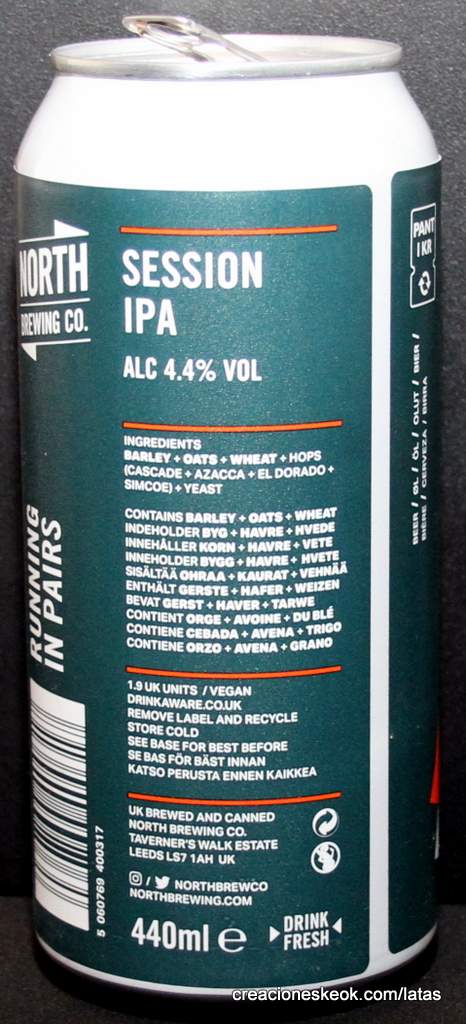 NORTH
BREWING CO.
RUNNING
IN PAIRS
5 060769 400317
SESSION
IPA
ALC 4.4% VOL
INGREDIENTS
BARLEY + OATS + WHEAT + HOPS
(CASCADE + AZACCA + EL DORADO +
SIMCOE) + YEAST
CONTAINS BARLEY + OATS + WHEAT
INDEHOLDER BYG + HAVRE + HVEDE
INNEHÅLLER KORN + HAVRE + VETE
INNEHOLDER BYGG + HAVRE + HVETE
SISÄLTÄÄ OHRAA + KAURAT + VEHNÄÄ
ENTHÄLT GERSTE + HAFER + WEIZEN
BEVAT GERST + HAVER + TARWE
CONTIENT ORGE + AVOINE + DU BLÉ
CONTIENE CEBADA + AVENA + TRIGO
CONTIENE ORZO + AVENA + GRANO
1.9 UK UNITS / VEGAN
DRINKAWARE.CO.UK
REMOVE LABEL AND RECYCLE
STORE COLD
SEE BASE FOR BEST BEFORE
SE BAS FÖR BÄST INNAN
KATSO PERUSTA ENNEN KAIKKEA
UK BREWED AND CANNED
NORTH BREWING CO.
TAVERNER'S WALK ESTATE
LEEDS LS7 1AH UK
/ NORTHBREWCO
NORTHBREWING.COM
440ml e
DRINK
FRESH
PANT
1 KR
BEER / ØL / ÖL / OLUT / BIER /
BIÈRE / CERVEZA / BIRRA
creacioneskeok.com/latas